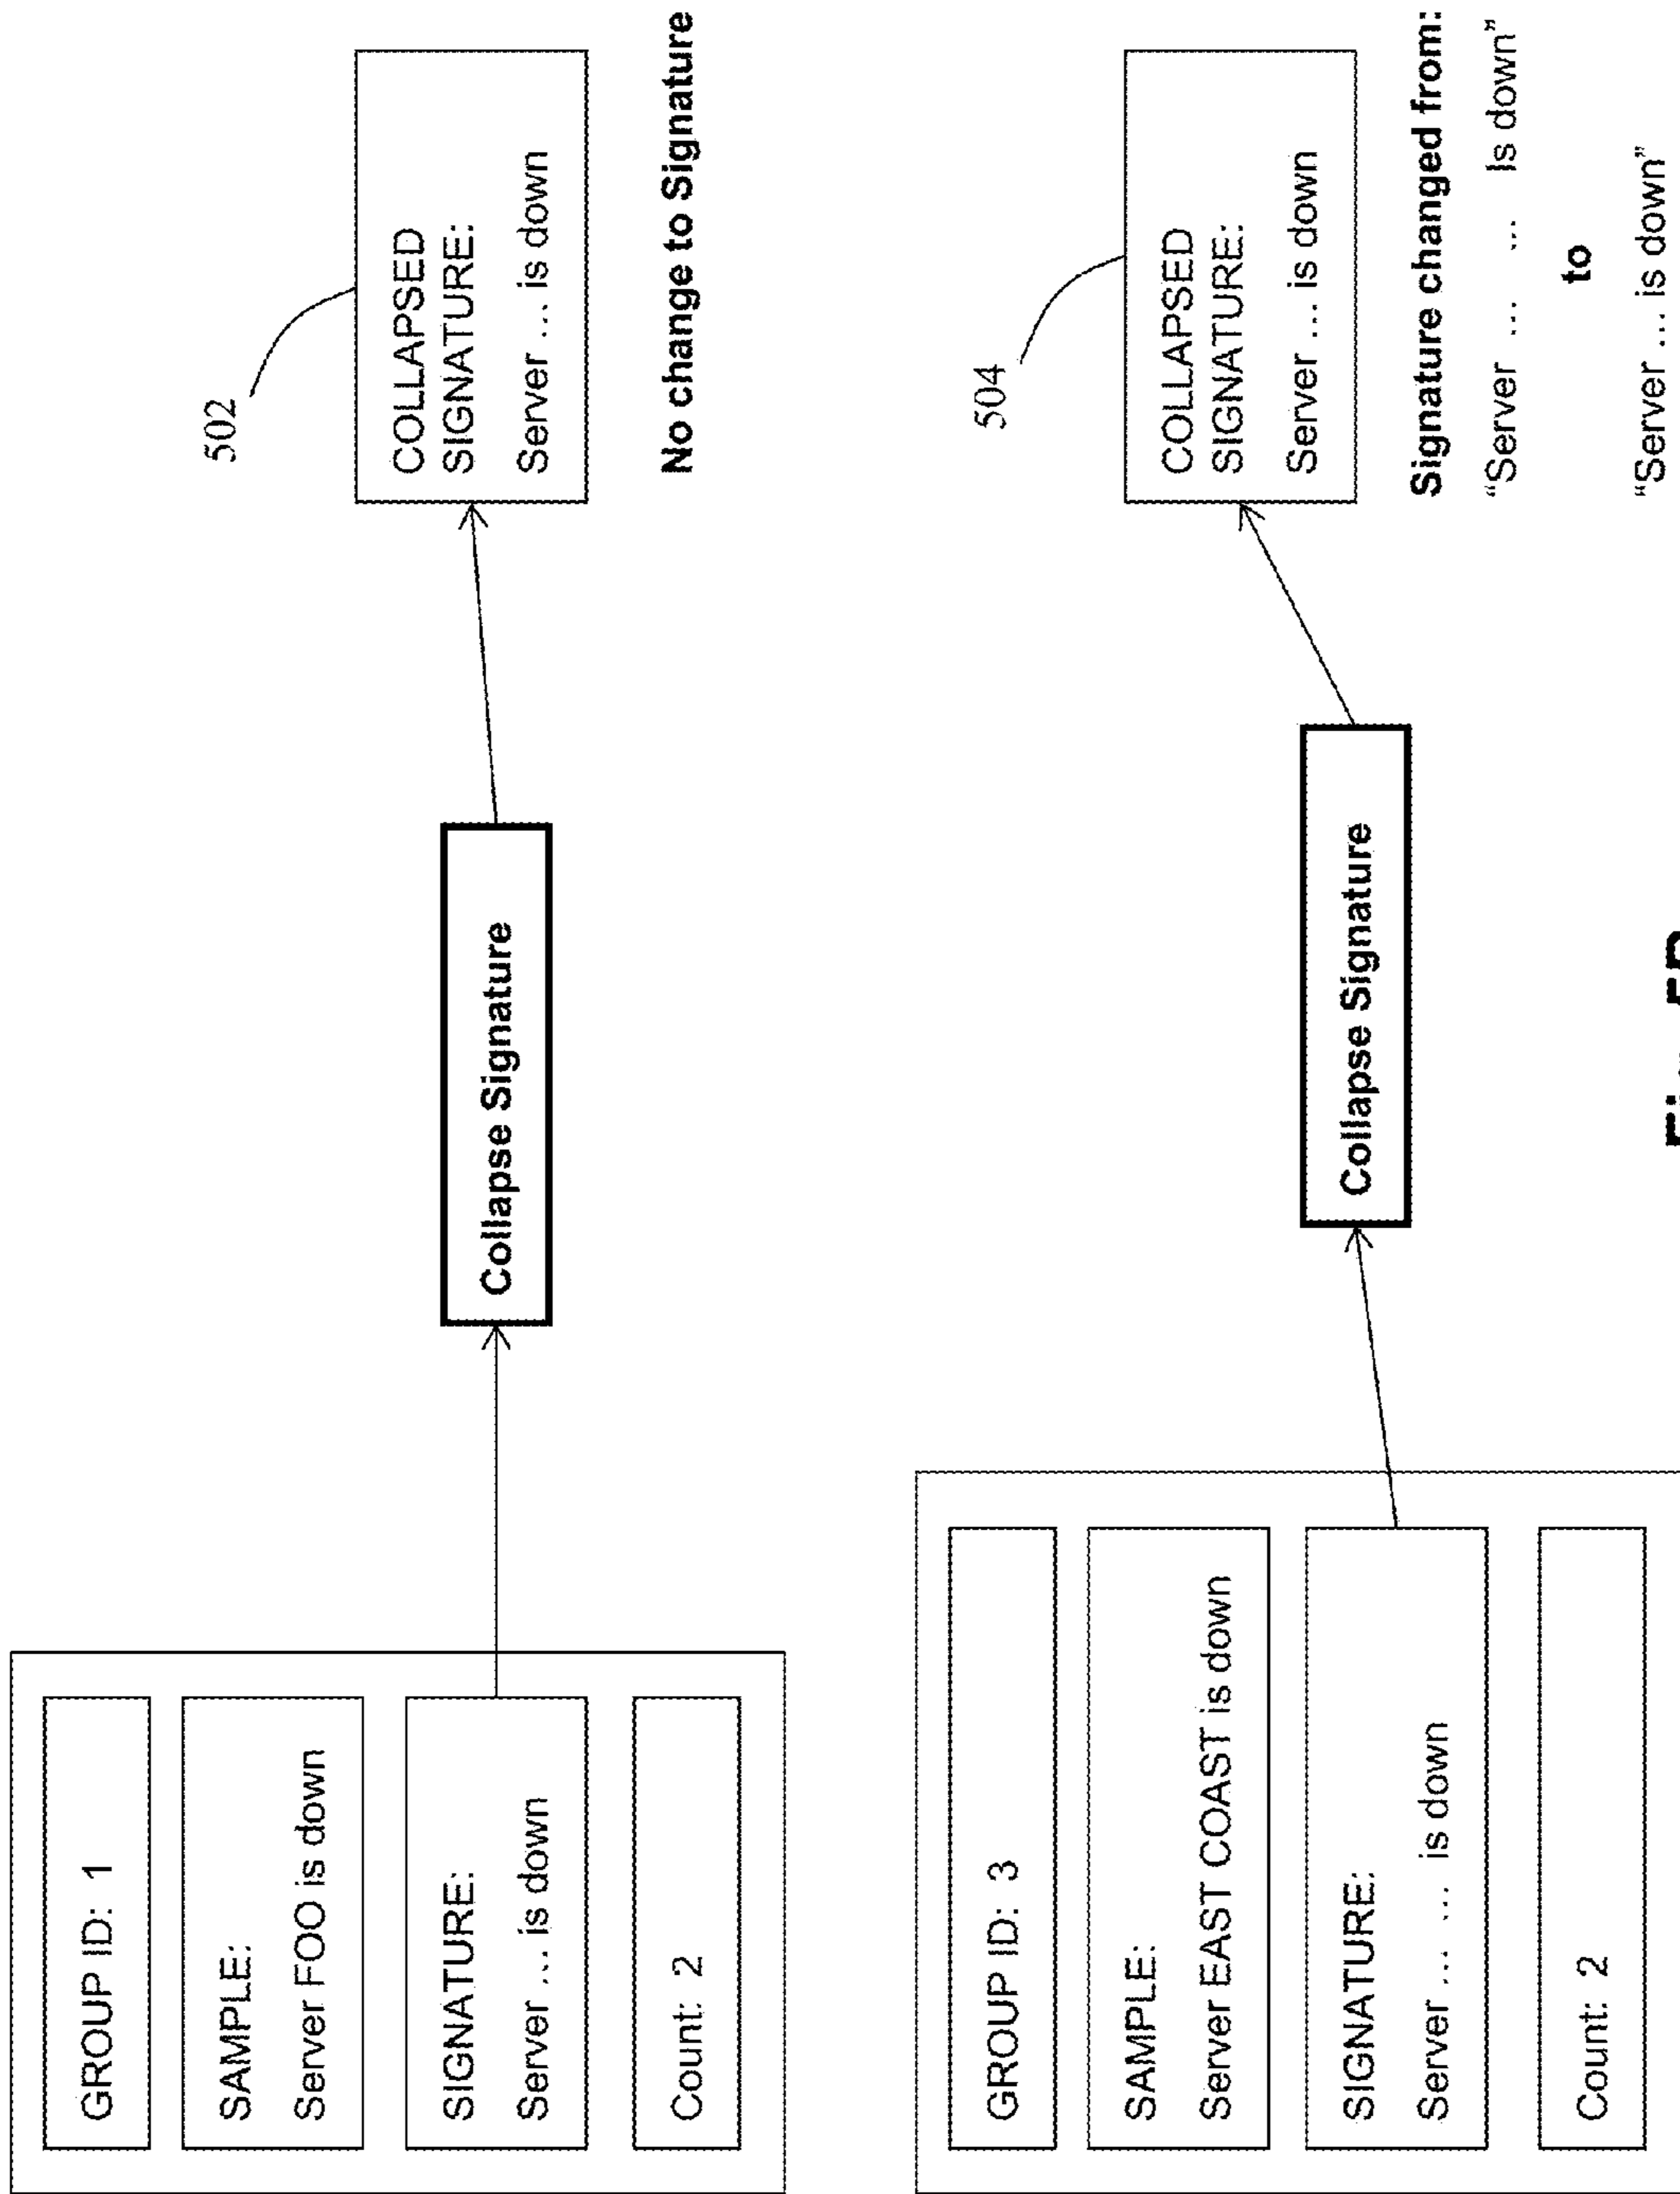 GROUP ID: 1
SAMPLE:
Server FOO is down
SIGNATURE:
Server ... is down
Count: 2
Collapse Signature
502
COLLAPSED
SIGNATURE:
Server ... is down
No change to Signature
GROUP ID: 3
SAMPLE:
Server EAST COAST is down
SIGNATURE:
Server ... ... is down
Count: 2
Collapse Signature
504
COLLAPSED
SIGNATURE:
Server ... is down
Signature changed from:
“Server ... ... Is down”
to
“Server ... is down”